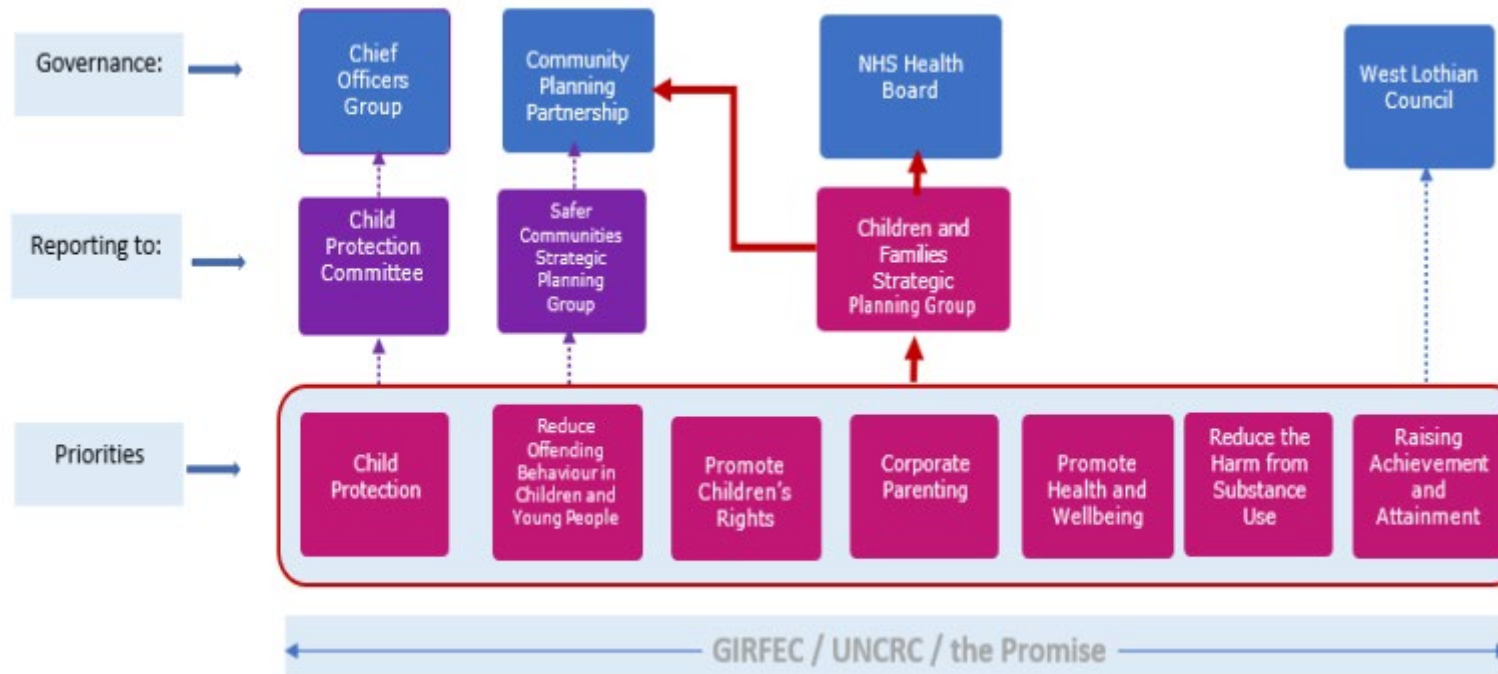 Governance:
Chief
Officers
Group
Community
Planning
Partnership
NHS Health
Board
West Lothian
Council
Reporting to:
Child
Protection
Committee
Safer
Communities
Strategic
Planning
Group
Children and
Families
Strategic
Planning Group
Priorities
Child
Protection
Reduce
Offending
Behaviour in
Children and
Young People
Promote
Children's
Rights
Corporate
Parenting
Promote
Health and
Wellbeing
Reduce the
Harm from
Substance
Use
Raising
Achievement
and
Attainment
GIRFEC / UNCRC / the Promise